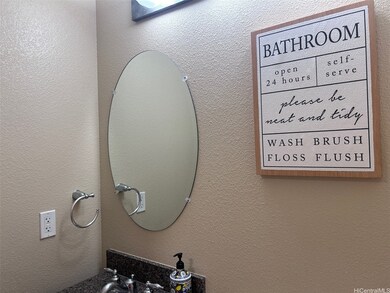 BATHROOM
open
24 hours
self-
serve
please be
neat and tidy
WASH BRUSH
FLOSS FLUSH
HiCentralMLS